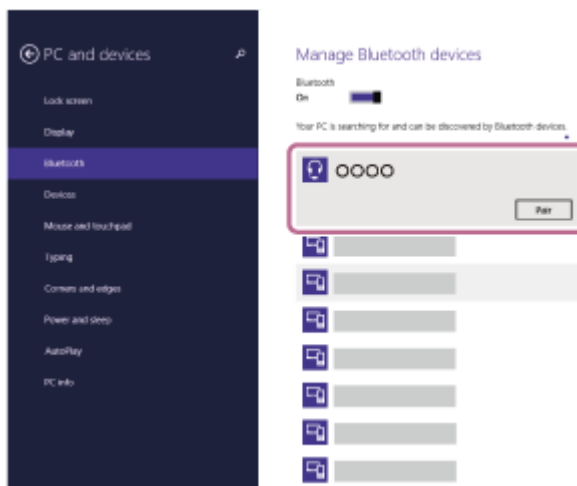 PC and devices
Lock screen
Display
Bluetooth
Devices
Mouse and touchpad
Typing
Corners and edges
Power and sleep
AutoPlay
PC info
Manage Bluetooth devices
Bluetooth
On
Your PC is searching for and can be discovered by Bluetooth devices.
OOOO
Pair